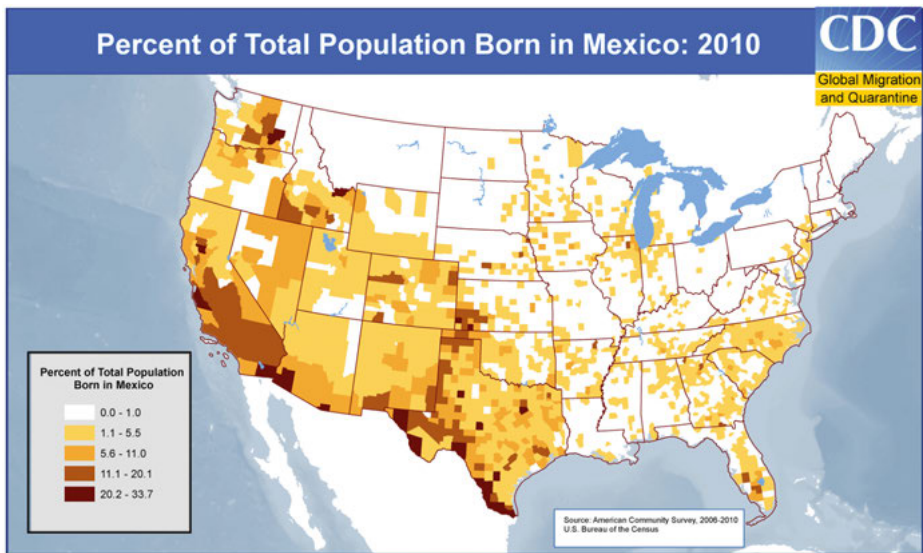 Percent of Total Population Born in Mexico: 2010
CDC
Global Migration
and Quarantine
Percent of Total Population
Born in Mexico
0.0 - 1.0
1.1 - 5.5
5.6 - 11.0
11.1 - 20.1
20.2 - 33.7
Source: American Community Survey, 2006-2010
U.S. Bureau of the Census